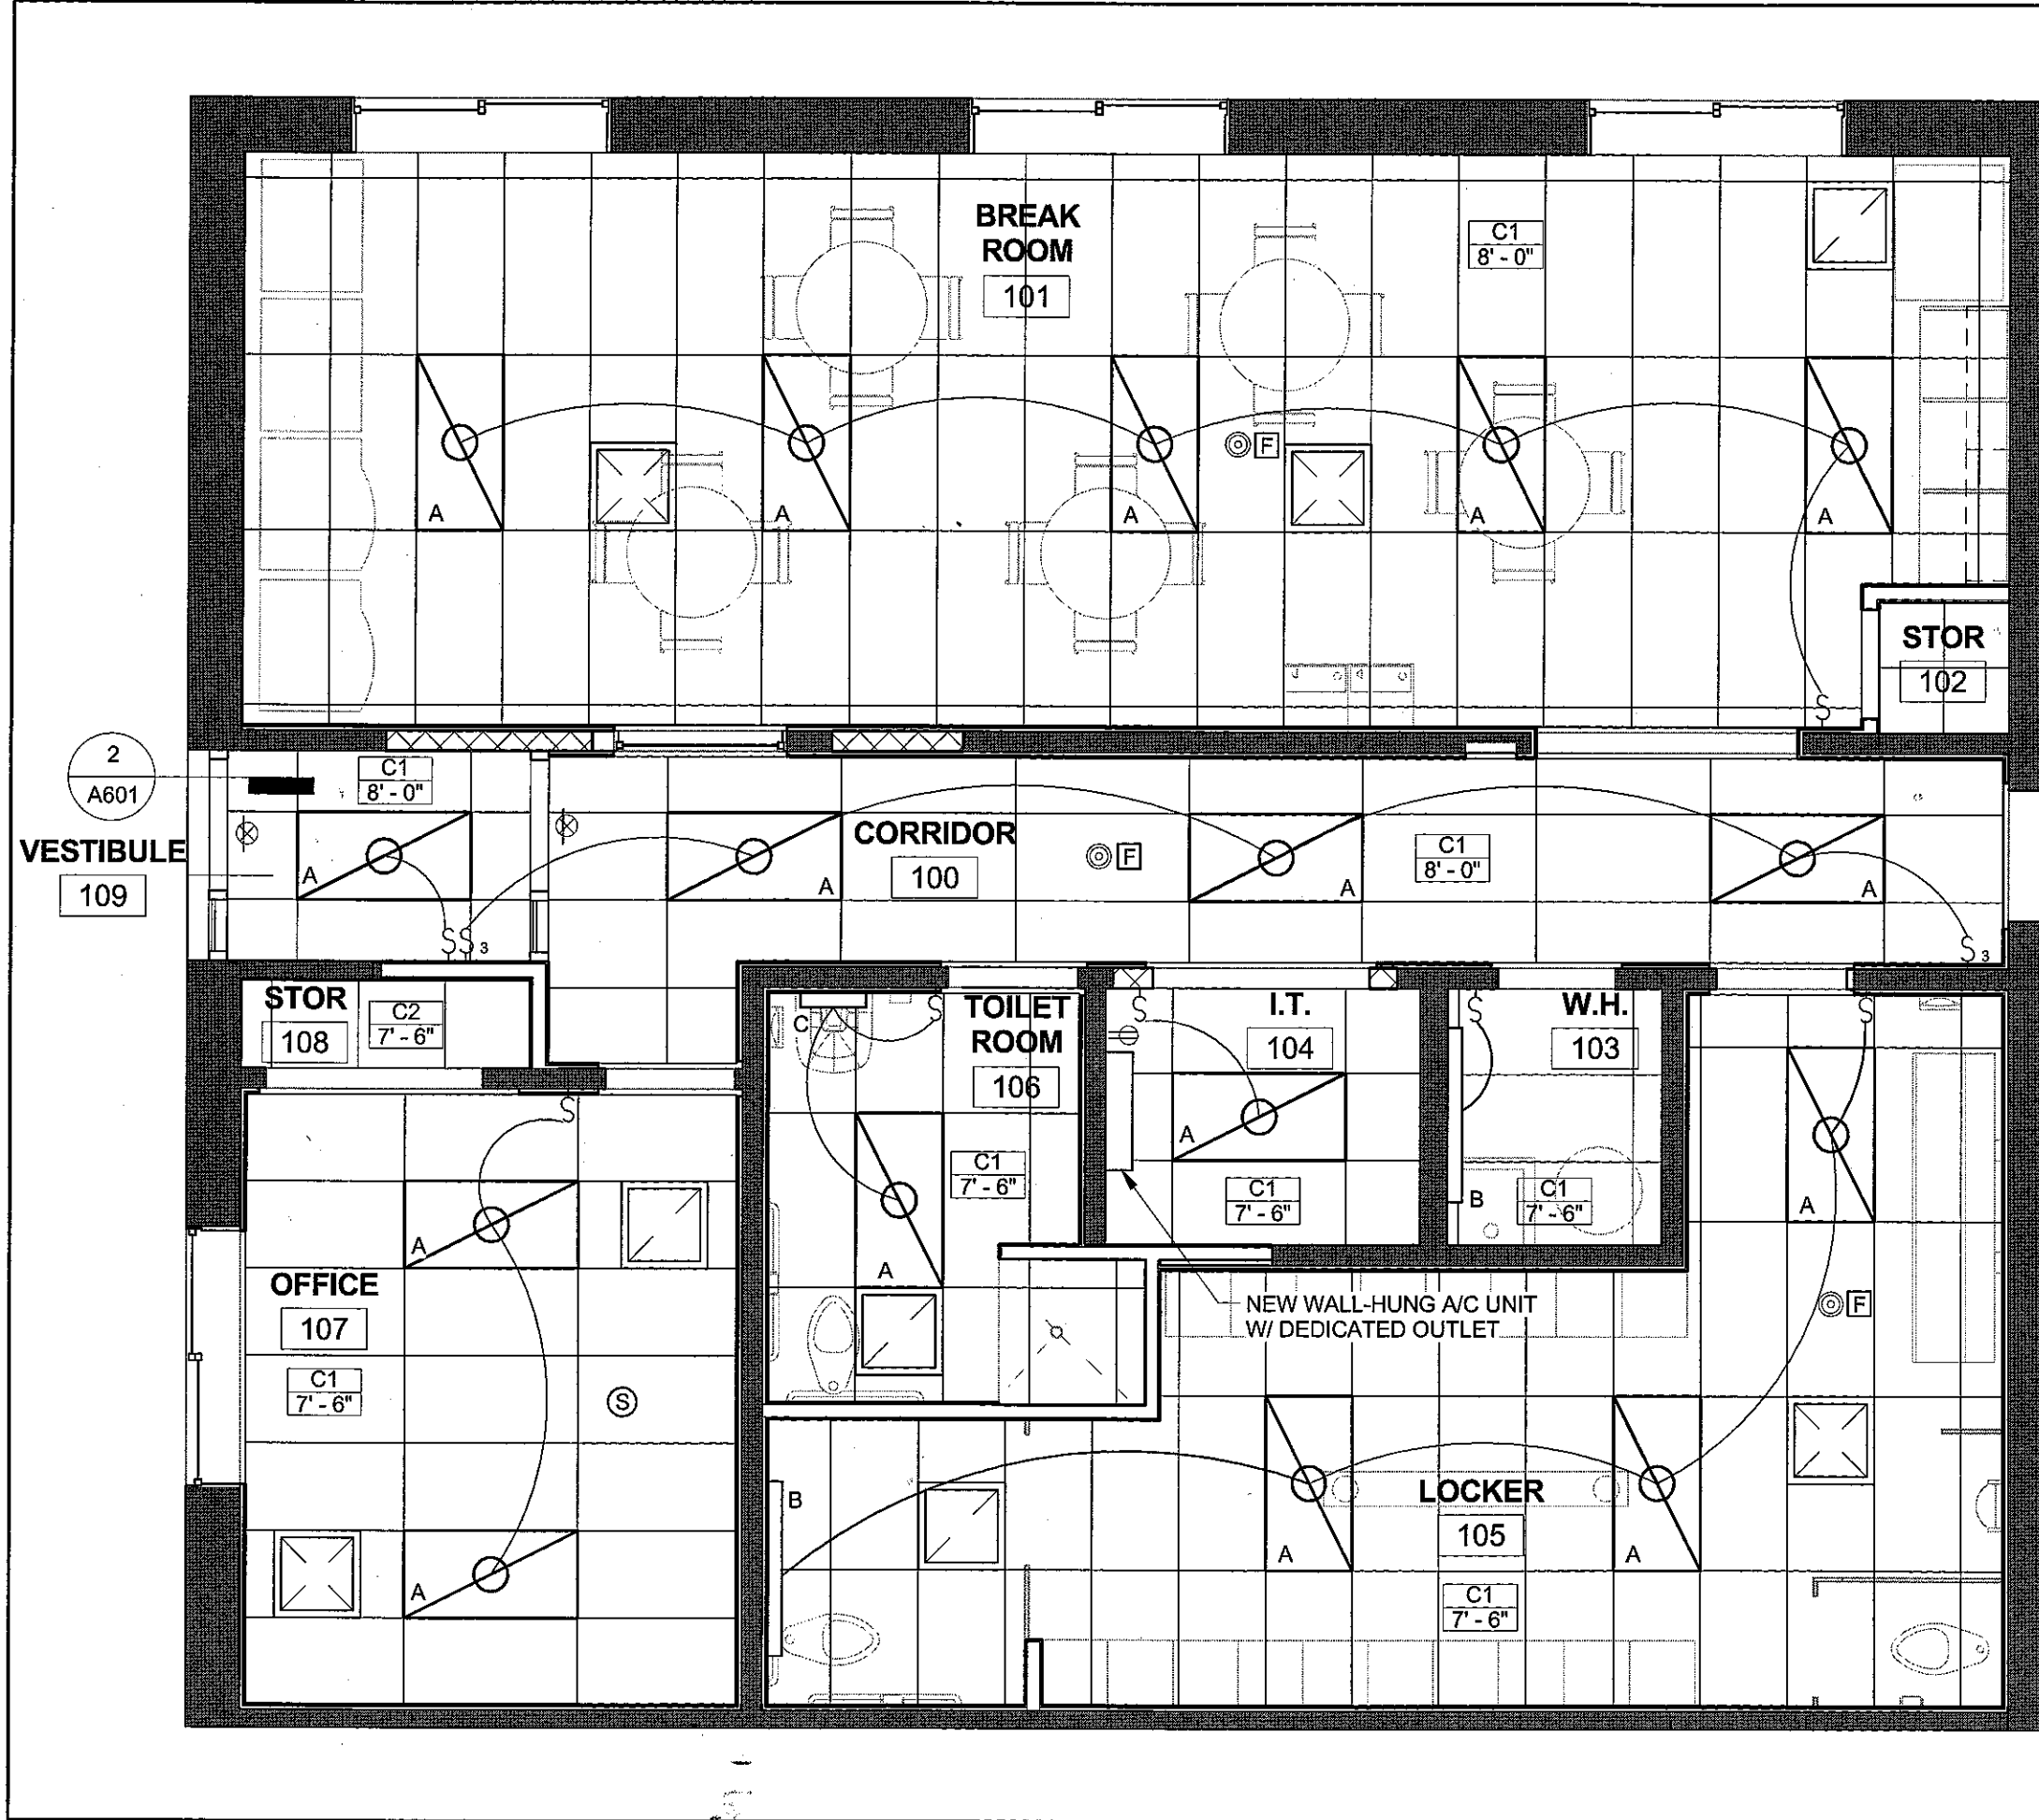 BREAK
ROOM
101
C1
8' - 0"
A
A
A
A
A
F
STOR
102
S
2
A601
C1
8' - 0"
VESTIBULE
109
A
S
S3
CORRIDOR
100
A
F
C1
8' - 0"
A
A
S3
STOR
108
C2
7' - 6"
TOILET
ROOM
106
C
S
C1
7' - 6"
A
I.T.
104
S
A
C1
7' - 6"
W.H.
103
S
B
C1
7' - 6"
S
A
OFFICE
107
S
A
C1
7' - 6"
S
A
NEW WALL-HUNG A/C UNIT
W/ DEDICATED OUTLET
F
B
LOCKER
105
A
A
C1
7' - 6"